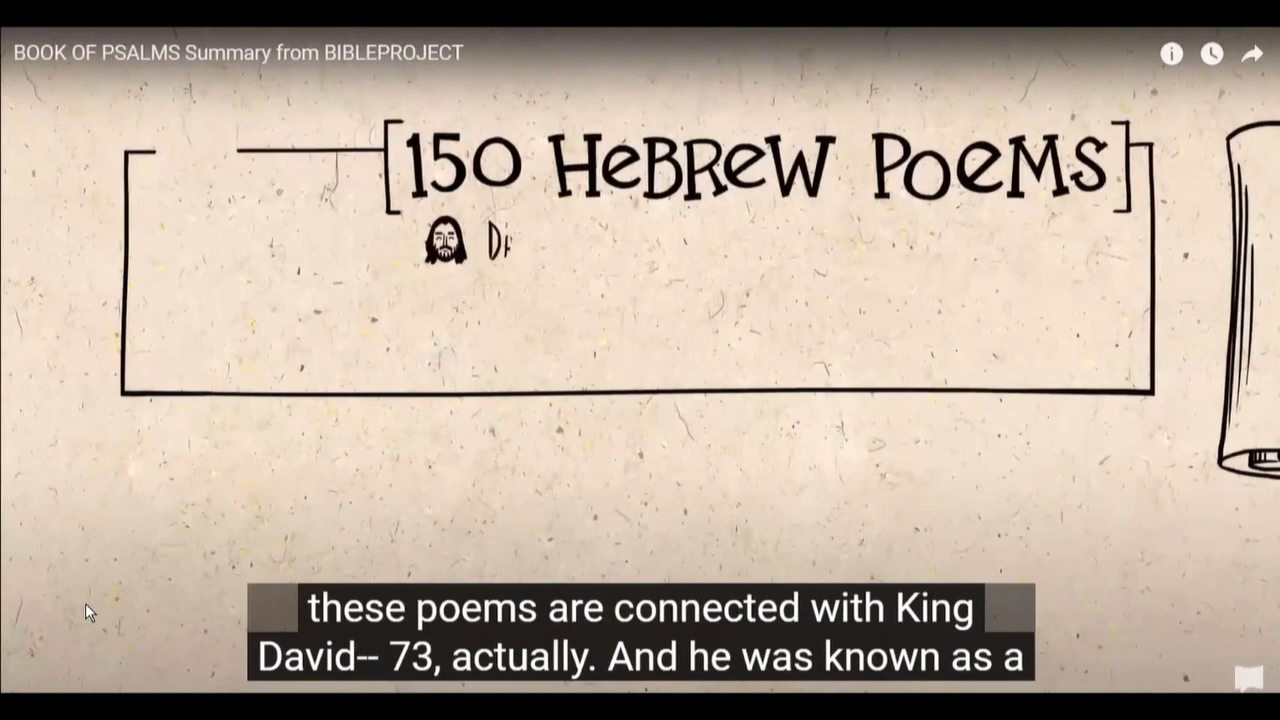 BOOK OF PSALMS Summary from BIBLEPROJECT
[150 HeBReW PoeMS]
these poems are connected with King
David-- 73, actually. And he was known as a